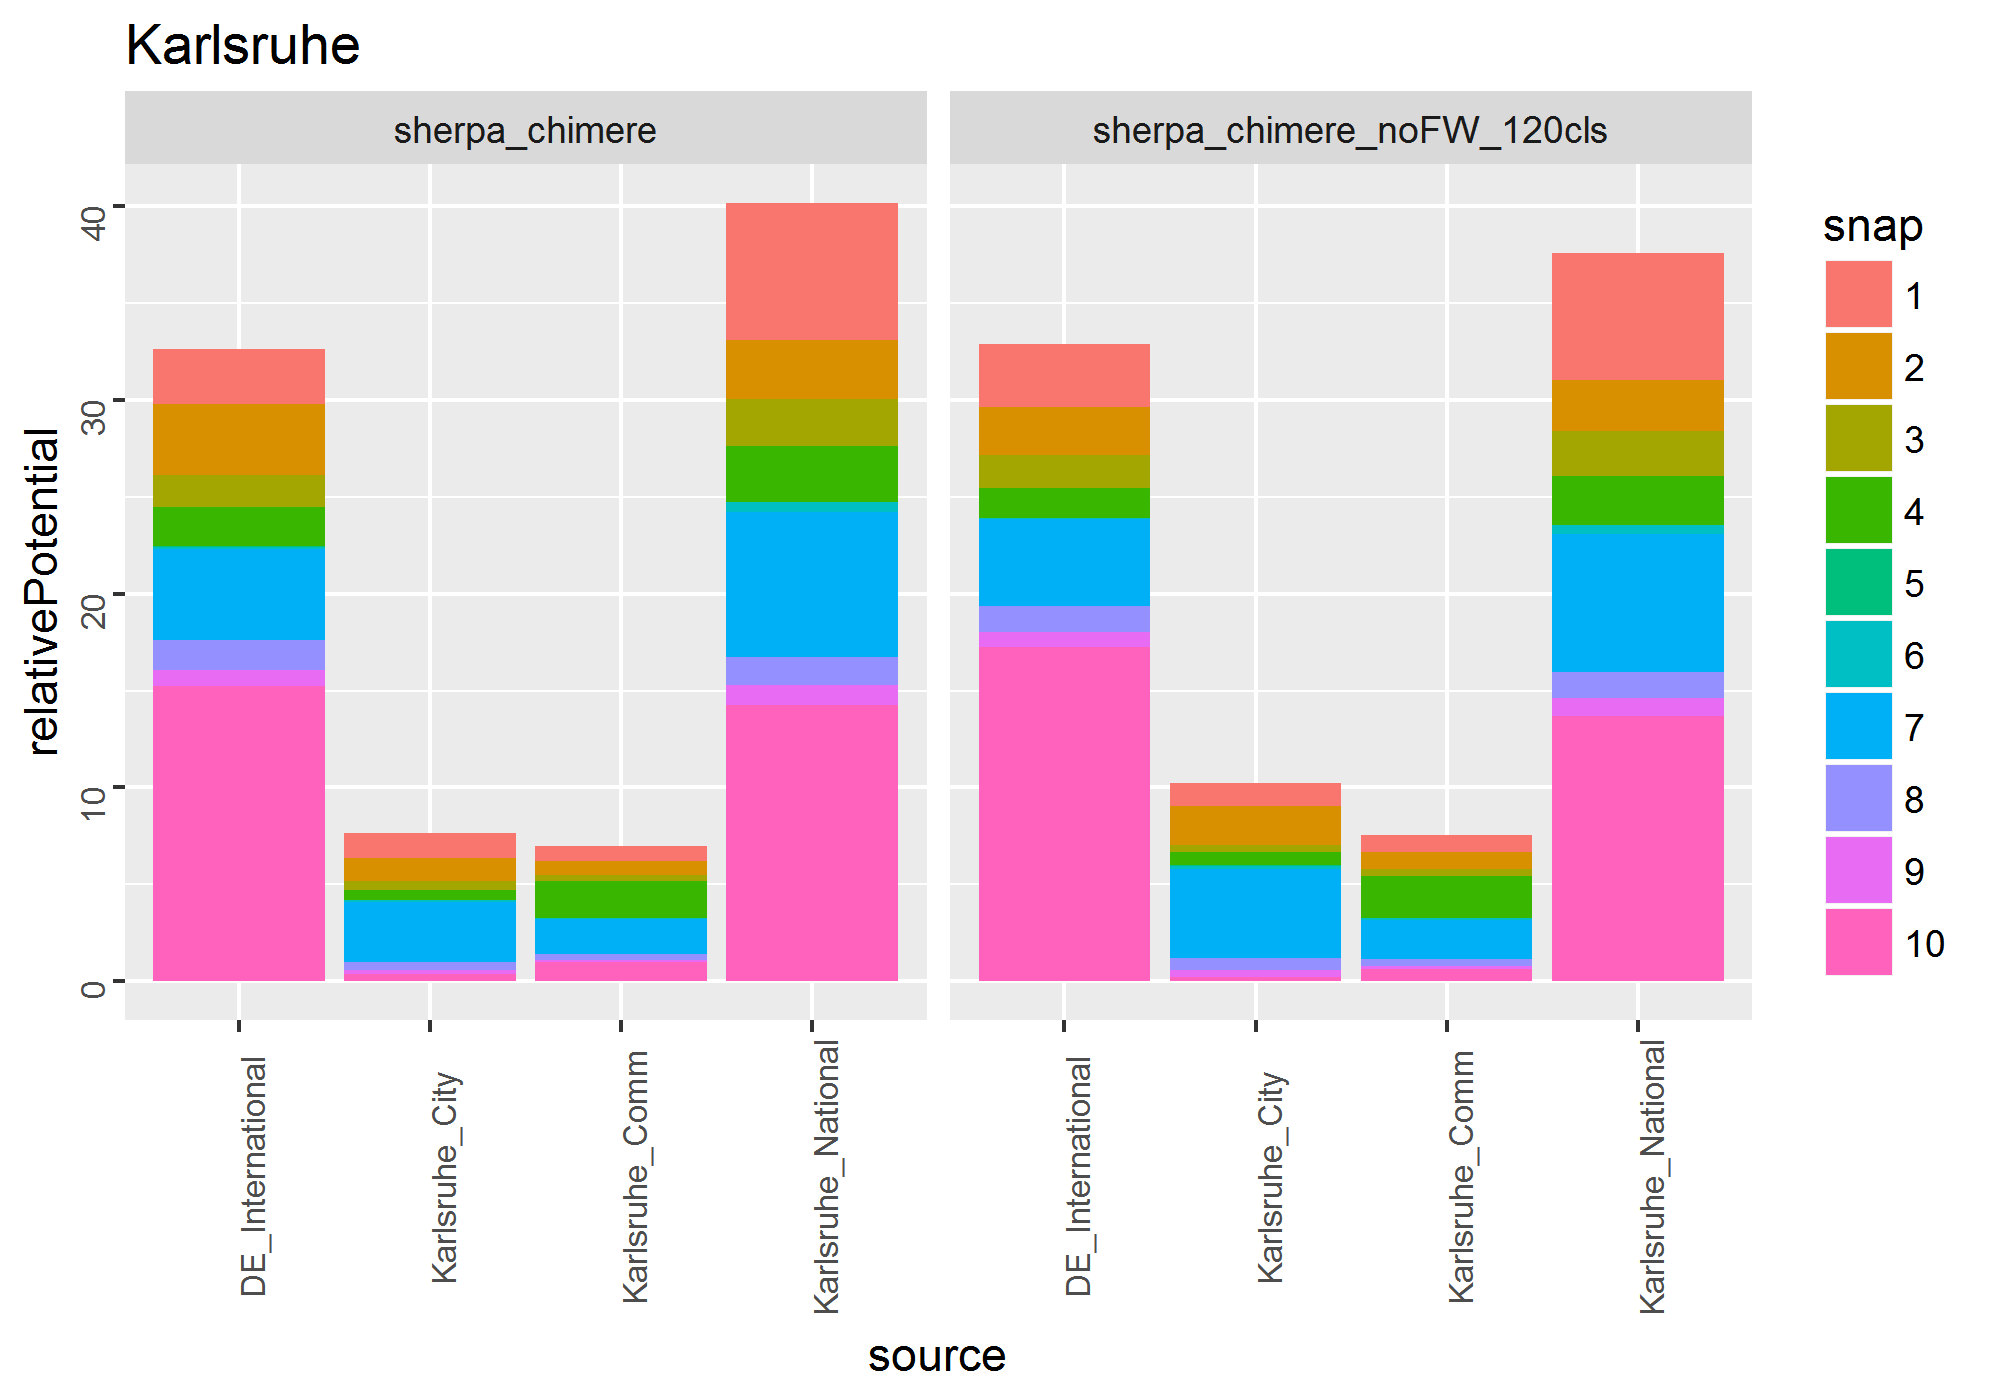 Karlsruhe
sherpa_chimere
sherpa_chimere_noFW_120cls
relativePotential
40
30
20
10
0
DE_International
Karlsruhe_City
Karlsruhe_Comm
Karlsruhe_National
DE_International
Karlsruhe_City
Karlsruhe_Comm
Karlsruhe_National
source
snap
1
2
3
4
5
6
7
8
9
10